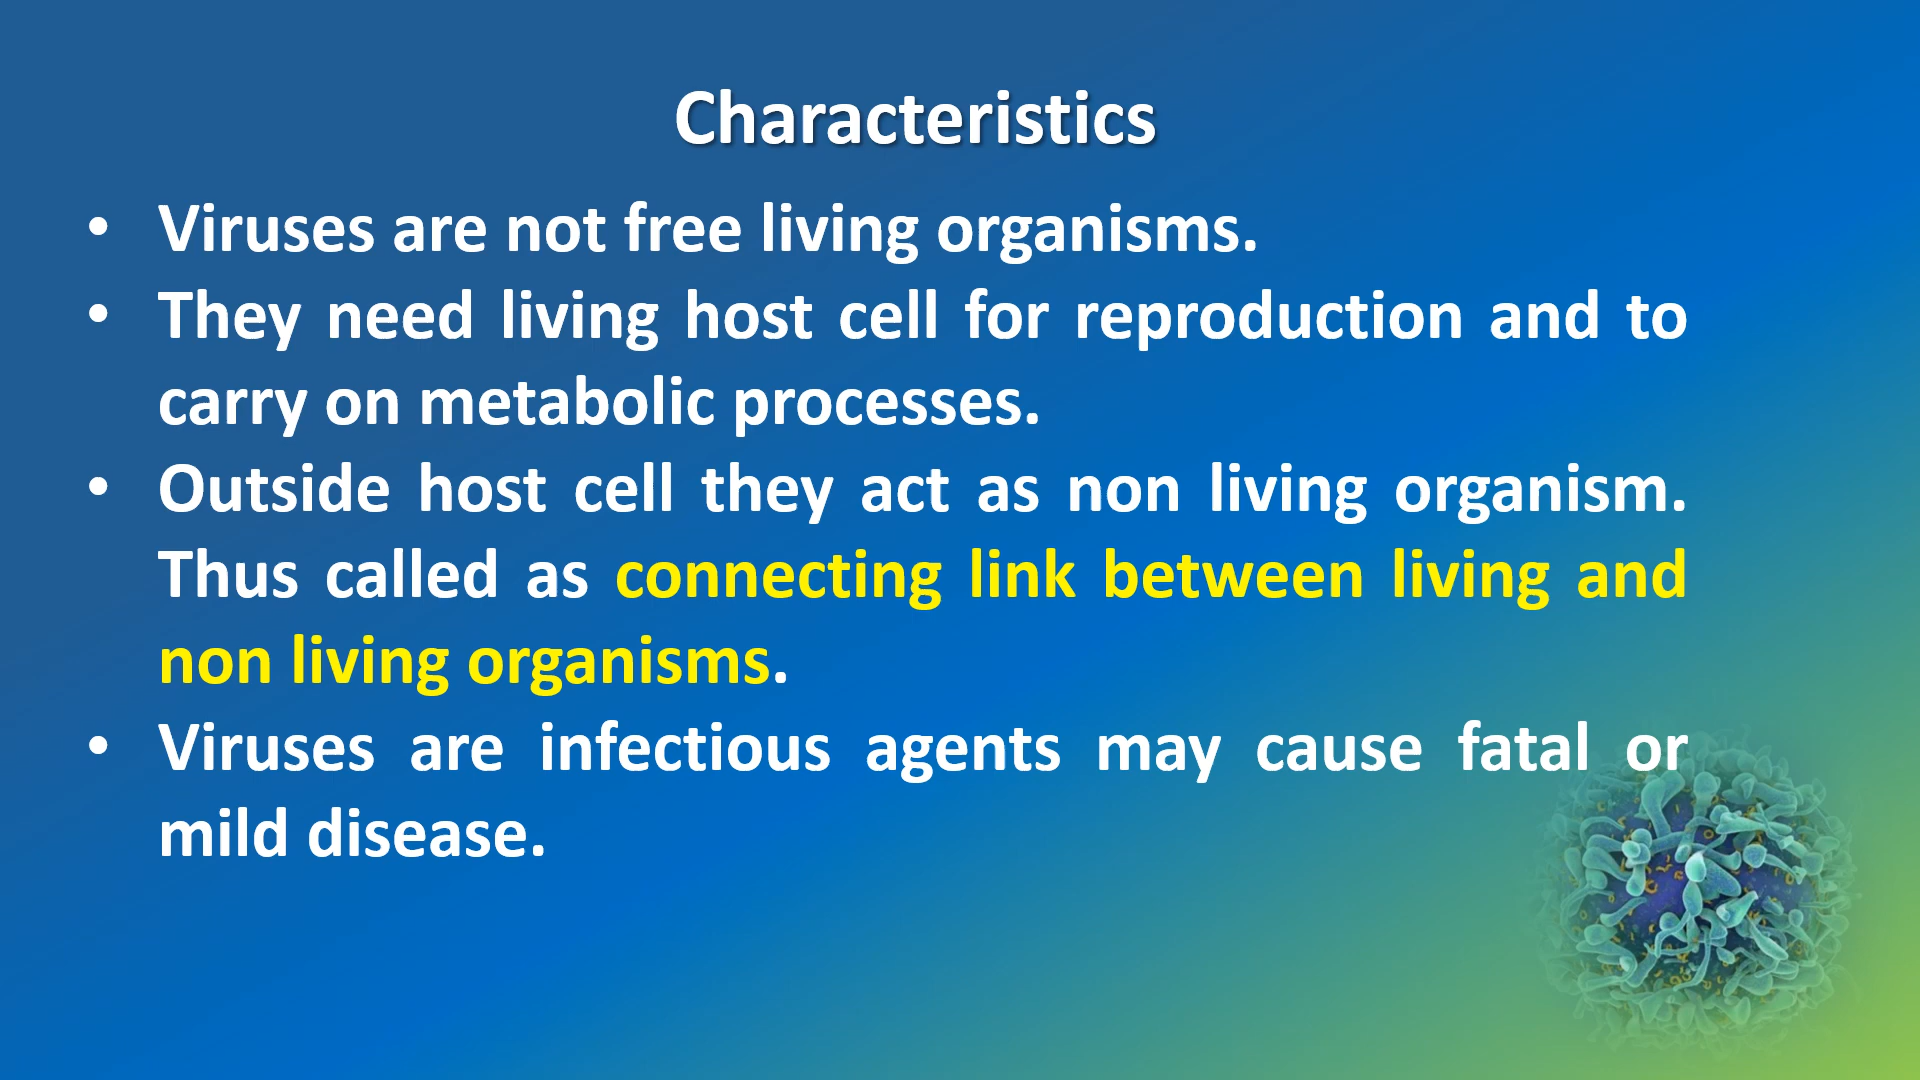 Characteristics
• Viruses are not free living organisms.
• They need living host cell for reproduction and to
carry on metabolic processes.
• Outside host cell they act as non living organism.
Thus called as connecting link between living and
non living organisms.
• Viruses are infectious agents may cause fatal or
mild disease.